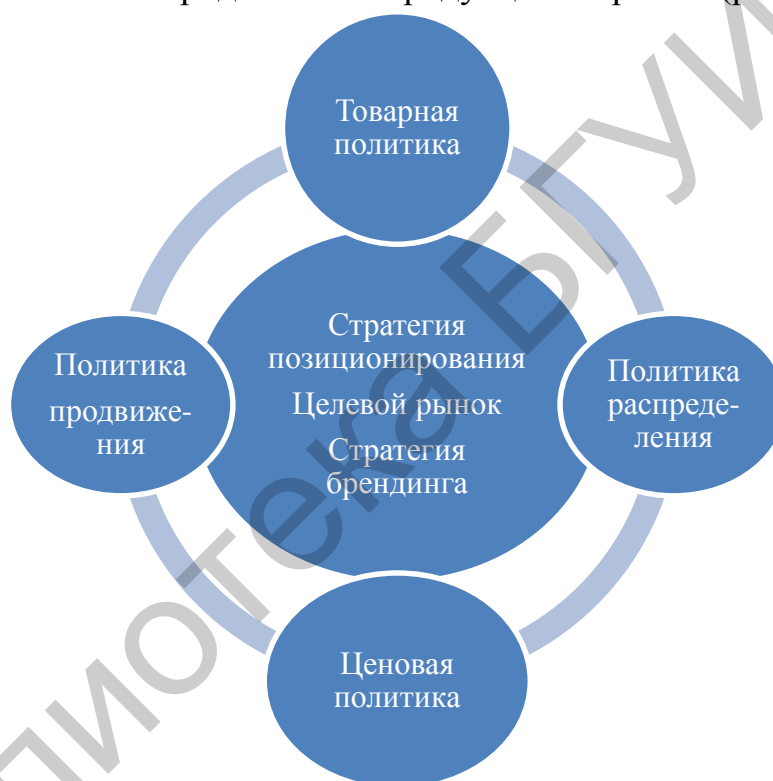 Товарная
политика
Стратегия
позиционирования
Целевой рынок
Стратегия
брендинга
Политика
продвиже-
ния
Политика
распреде-
ления
Ценовая
политика